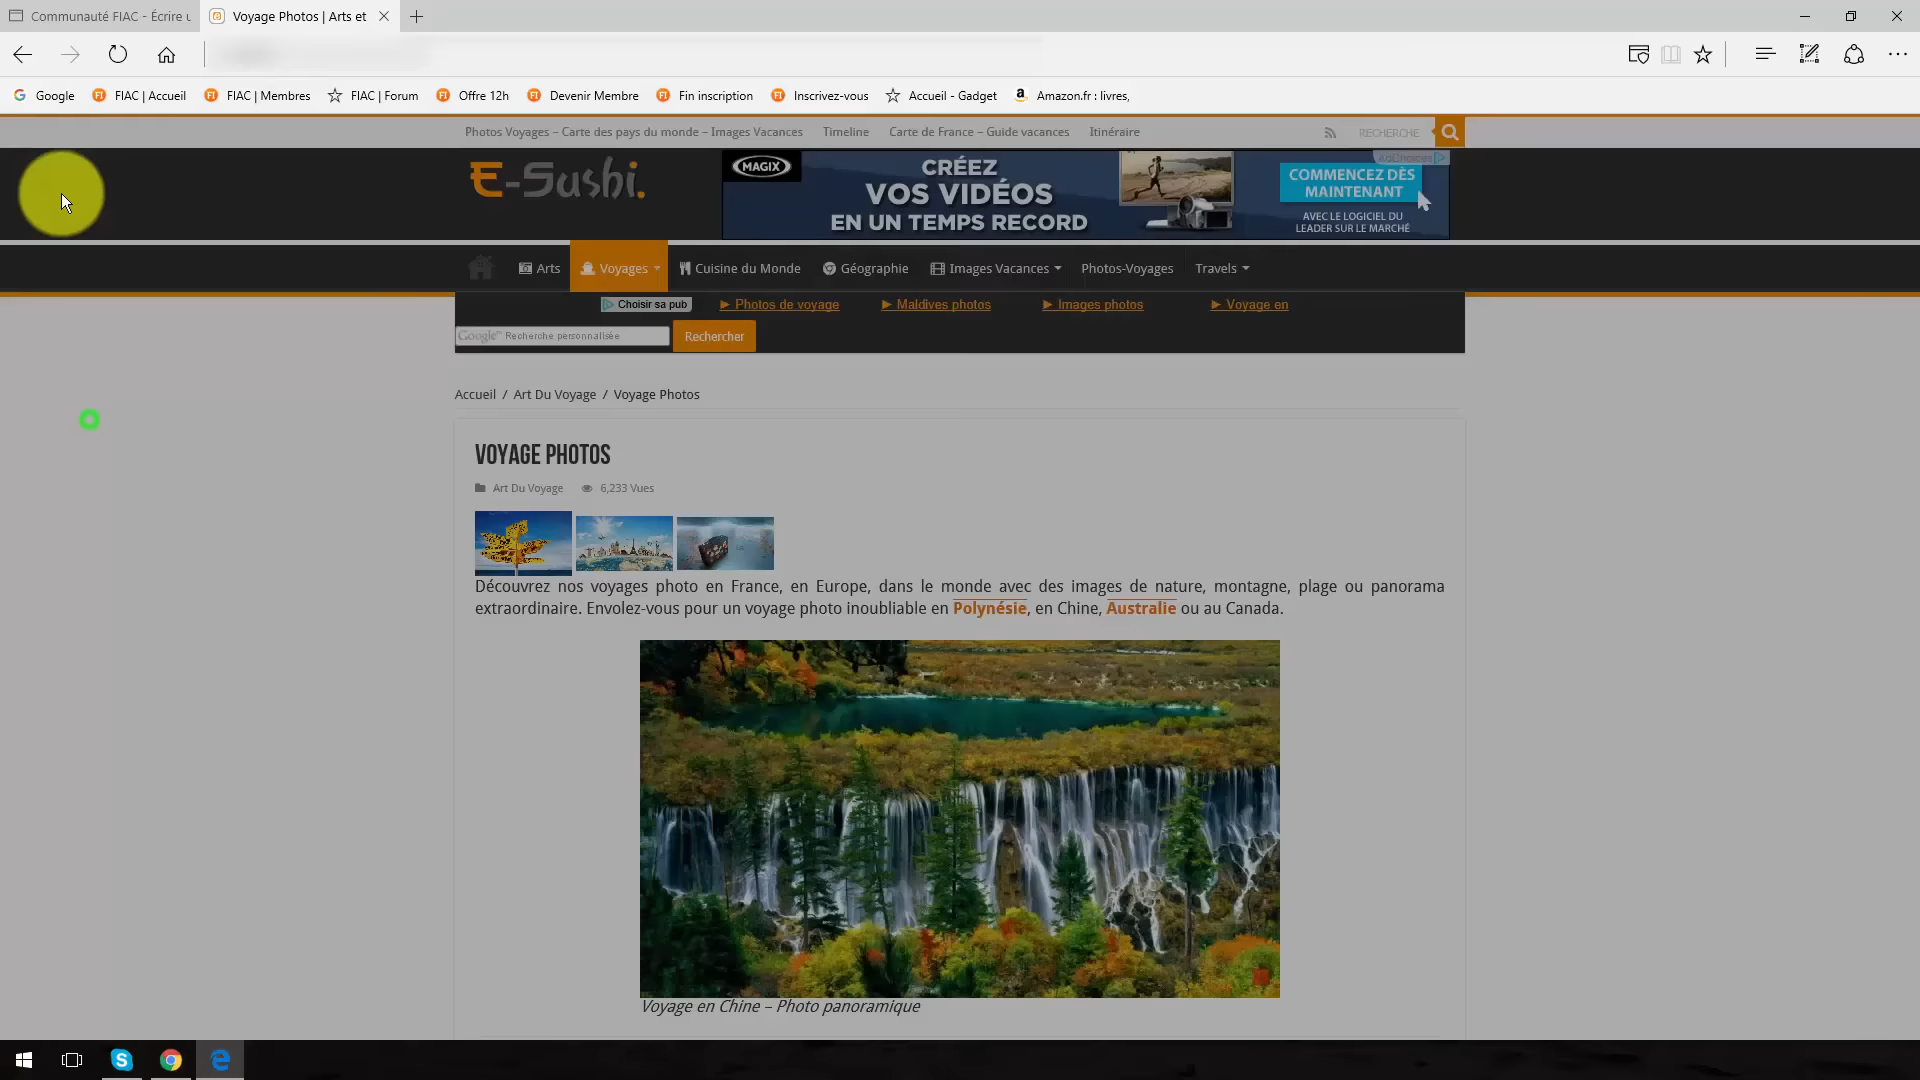 Communauté FIAC - Écrire u
Voyage Photos | Arts et
Google
FIAC | Accueil
FIAC | Membres
FIAC | Forum
Offre 12h
Devenir Membre
Fin inscription
Inscrivez-vous
Accueil - Gadget
Amazon.fr : livres,
Photos Voyages – Carte des pays du monde – Images Vacances
Timeline
Carte de France – Guide vacances
Itinéraire
RECHERCHE
E-Sushi.
MAGIX
CRÉEZ
VOS VIDÉOS
EN UN TEMPS RECORD
AdChoices
COMMENCEZ DÈS
MAINTENANT
AVEC LE LOGICIEL DU
LEADER SUR LE MARCHÉ
Arts
Voyages
Cuisine du Monde
Géographie
Images Vacances
Photos-Voyages
Travels
Choisir sa pub
► Photos de voyage
► Maldives photos
► Images photos
► Voyage en
Google™ Recherche personnalisée
Rechercher
Accueil / Art Du Voyage / Voyage Photos
VOYAGE PHOTOS
Art Du Voyage
6,233 Vues
Découvrez nos voyages photo en France, en Europe, dans le monde avec des images de nature, montagne, plage ou panorama
extraordinaire. Envolez-vous pour un voyage photo inoubliable en Polynésie, en Chine, Australie ou au Canada.
Voyage en Chine – Photo panoramique